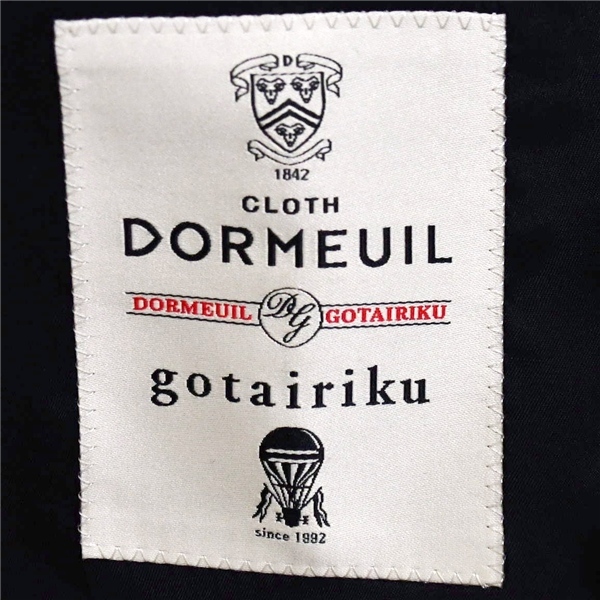 D
1842
CLOTH
DORMEUIL
DORMEUIL DG GOTAIRIKU
gotairiku
since 1992